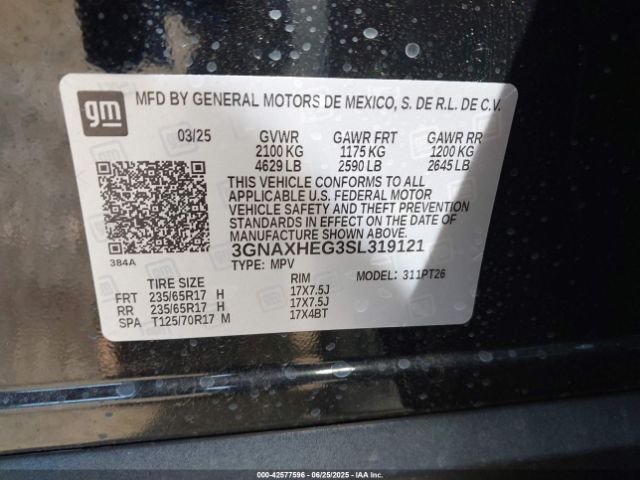 gm
MFD BY GENERAL MOTORS DE MEXICO, S. DE R.L. DE C.V.
03/25 GVWR GAWR FRT GAWR RR
2100 KG 1175 KG 1200 KG
4629 LB 2590 LB 2645 LB
THIS VEHICLE CONFORMS TO ALL
APPLICABLE U.S. FEDERAL MOTOR
VEHICLE SAFETY AND THEFT PREVENTION
STANDARDS IN EFFECT ON THE DATE OF
MANUFACTURE SHOWN ABOVE.
3GNAXHEG3SL319121
384A
TYPE: MPV MODEL: 311PT26
TIRE SIZE RIM
FRT 235/65R17 H 17X7.5J
RR 235/65R17 H 17X7.5J
SPA T125/70R17 M 17X4BT
000-42577596 - 06/25/2025 - IAAI.COM